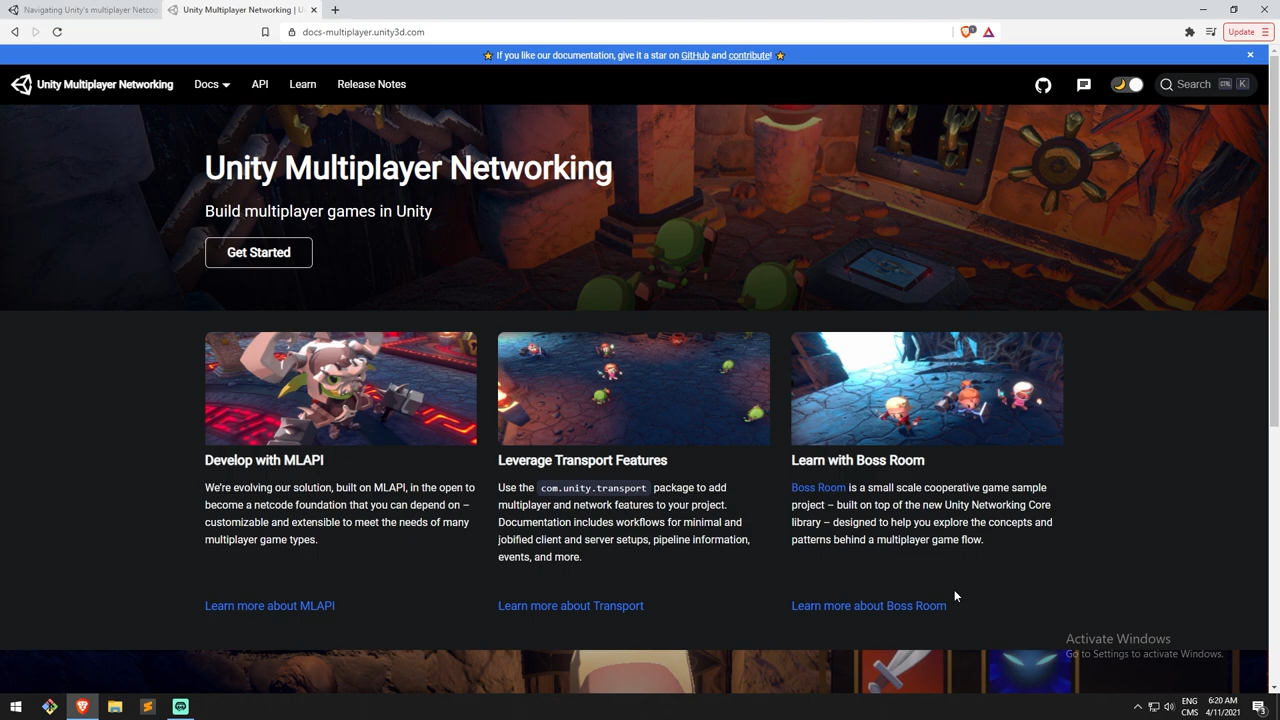 Navigating Unity's multiplayer Netco
Unity Multiplayer Networking | U
docs-multiplayer.unity3d.com
Update
If you like our documentation, give it a star on GitHub and contribute!
Unity Multiplayer Networking
Docs
API
Learn
Release Notes
Search
CTRL K
Unity Multiplayer Networking
Build multiplayer games in Unity
Get Started
Develop with MLAPI
We're evolving our solution, built on MLAPI, in the open to
become a netcode foundation that you can depend on –
customizable and extensible to meet the needs of many
multiplayer game types.
Learn more about MLAPI
Leverage Transport Features
Use the com.unity.transport package to add
multiplayer and network features to your project.
Documentation includes workflows for minimal and
jobified client and server setups, pipeline information,
events, and more.
Learn more about Transport
Learn with Boss Room
Boss Room is a small scale cooperative game sample
project – built on top of the new Unity Networking Core
library – designed to help you explore the concepts and
patterns behind a multiplayer game flow.
Learn more about Boss Room
Activate Windows
Go to Settings to activate Windows.
ENG
CMS
6:20 AM
4/11/2021
3